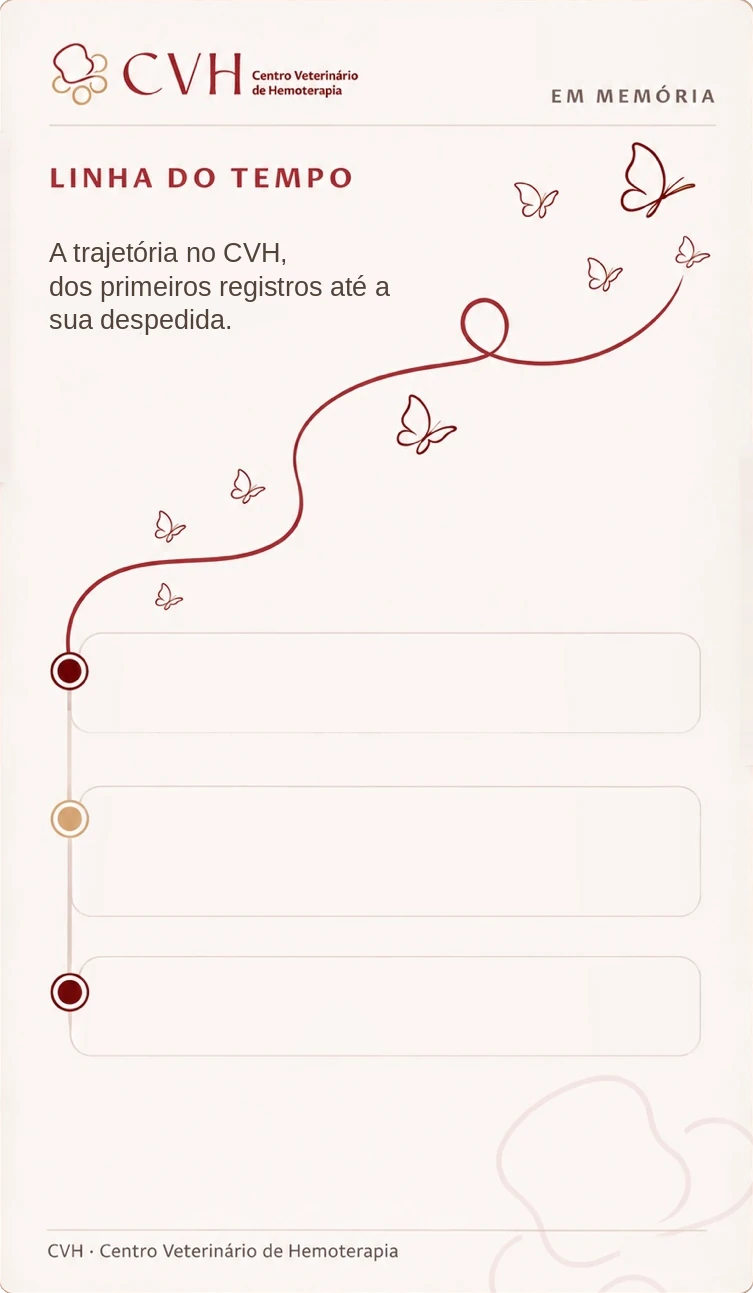 CVH Centro Veterinário
de Hemoterapia
EM MEMÓRIA
LINHA DO TEMPO
A trajetória no CVH,
dos primeiros registros até a
sua despedida.
CVH · Centro Veterinário de Hemoterapia